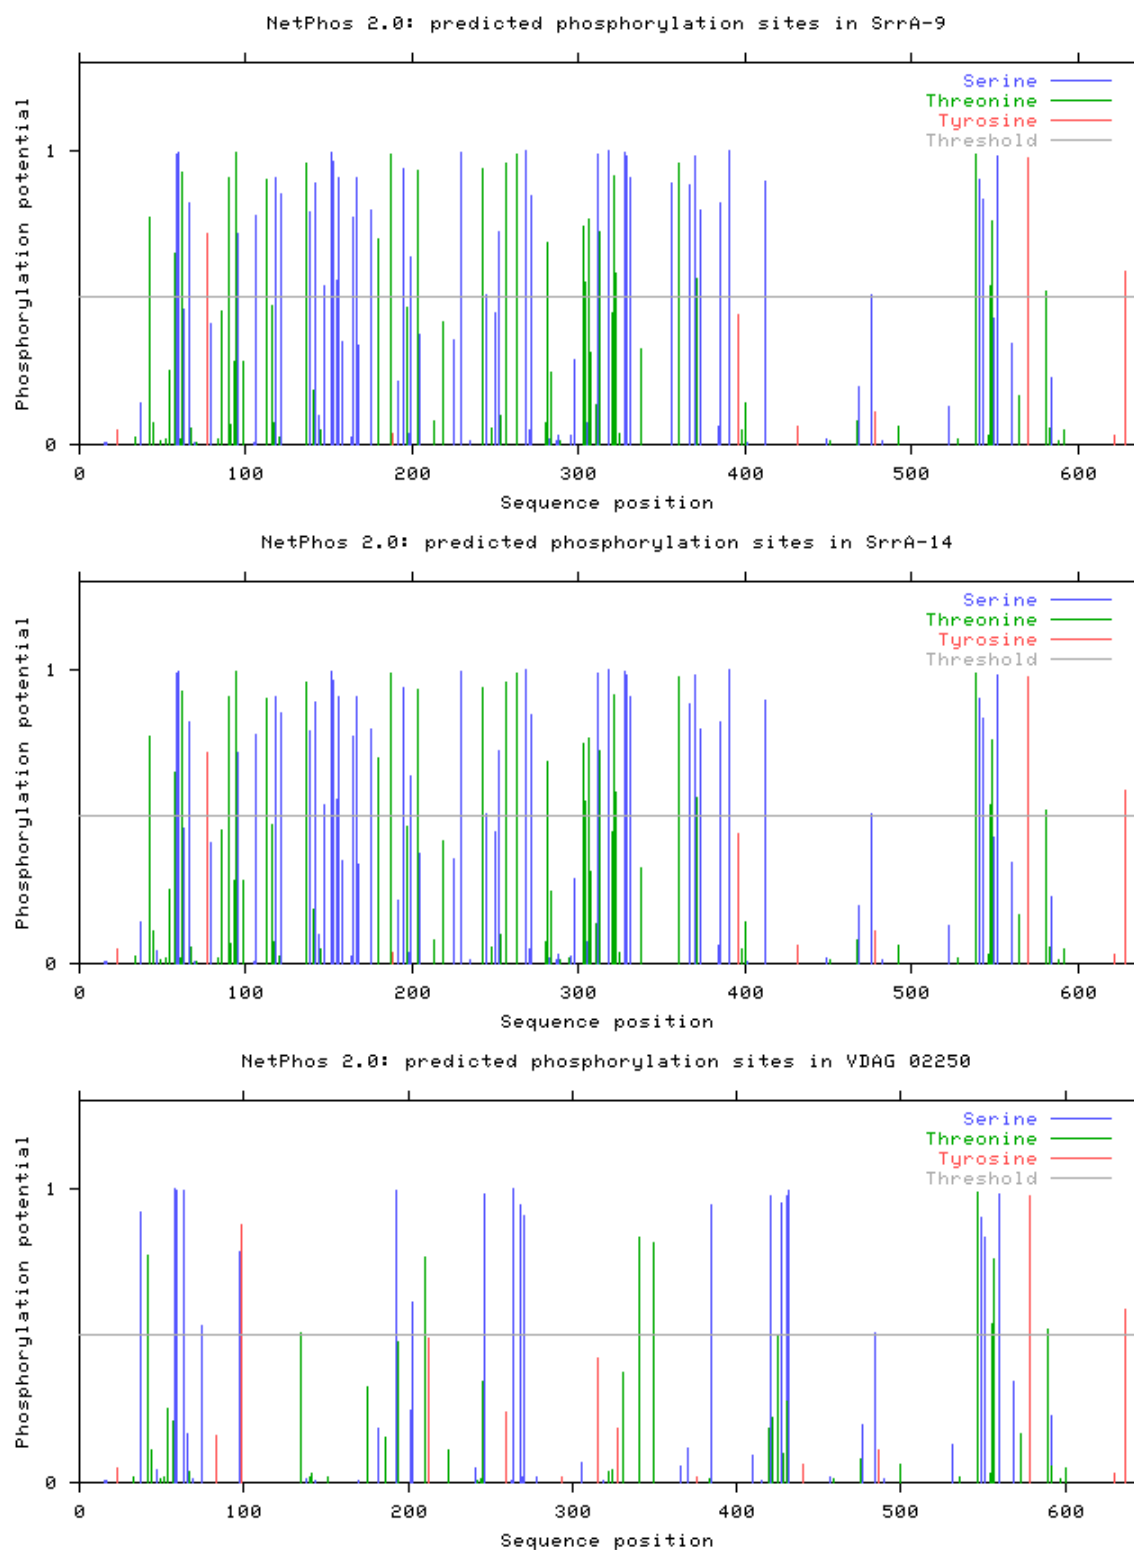 NetPhos 2.0: predicted phosphorylation sites in SrrA-9
Serine
Threonine
Tyrosine
Threshold
Phosphorylation potential
1
0
0 100 200 300 400 500 600
Sequence position
NetPhos 2.0: predicted phosphorylation sites in SrrA-14
Serine
Threonine
Tyrosine
Threshold
Phosphorylation potential
1
0
0 100 200 300 400 500 600
Sequence position
NetPhos 2.0: predicted phosphorylation sites in VDAG 02250
Serine
Threonine
Tyrosine
Threshold
Phosphorylation potential
1
0
0 100 200 300 400 500 600
Sequence position